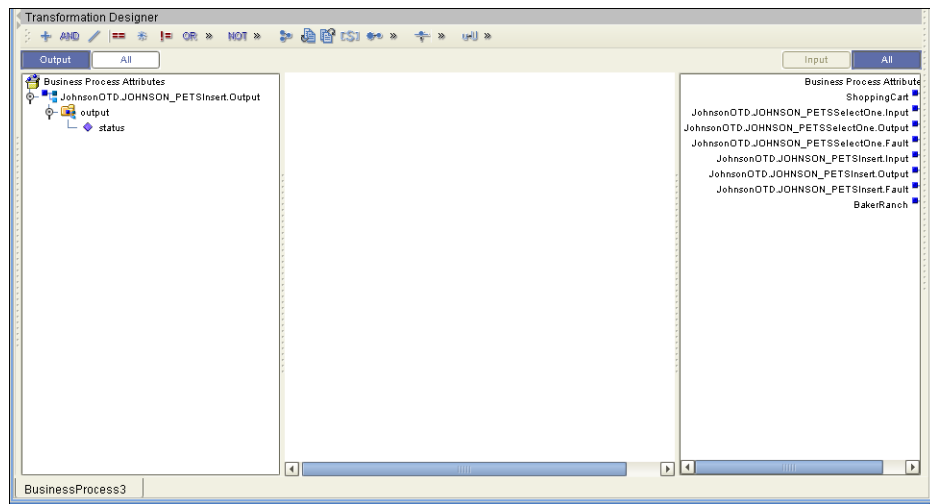 Transformation Designer
+ AND / == * != OR » NOT » »  »  »
Output All Input All
Business Process Attributes
JohnsonOTD.JOHNSON_PETSInsert.Output
output
status
Business Process Attribute
ShoppingCart
JohnsonOTD.JOHNSON_PETSSelectOne.Input
JohnsonOTD.JOHNSON_PETSSelectOne.Output
JohnsonOTD.JOHNSON_PETSSelectOne.Fault
JohnsonOTD.JOHNSON_PETSInsert.Input
JohnsonOTD.JOHNSON_PETSInsert.Output
JohnsonOTD.JOHNSON_PETSInsert.Fault
BakerRanch
BusinessProcess3